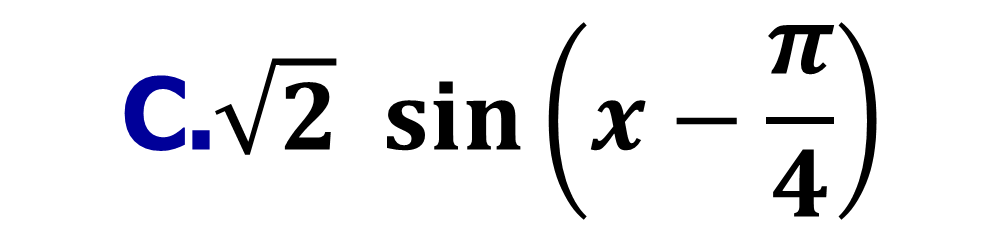 C. √2 sin(x − π/4)